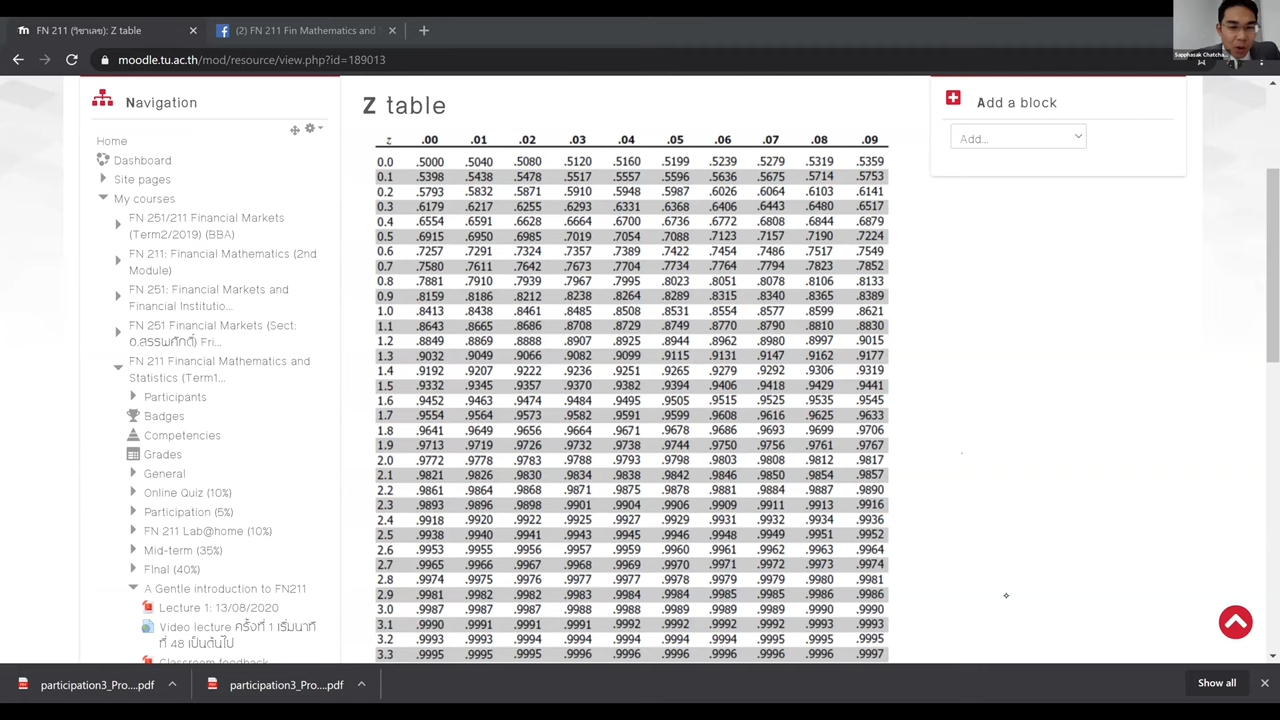 FN 211 (วิชาเลข): Z table
(2) FN 211 Fin Mathematics and
moodle.tu.ac.th/mod/resource/view.php?id=189013
Sapphasak Chatcha...
Navigation
Home
Dashboard
Site pages
My courses
FN 251/211 Financial Markets
(Term2/2019) (BBA)
FN 211: Financial Mathematics (2nd
Module)
FN 251: Financial Markets and
Financial Institutio...
FN 251 Financial Markets (Sect:
อ.สรรพศักดิ์) Fri...
FN 211 Financial Mathematics and
Statistics (Term1...
Participants
Badges
Competencies
Grades
General
Online Quiz (10%)
Participation (5%)
FN 211 Lab@home (10%)
Mid-term (35%)
FInal (40%)
A Gentle introduction to FN211
Lecture 1: 13/08/2020
Video lecture ครั้งที่ 1 เริ่มนาที
ที่ 48 เป็นต้นไป
Classroom feedback
Z table
z .00 .01 .02 .03 .04 .05 .06 .07 .08 .09
0.0 .5000 .5040 .5080 .5120 .5160 .5199 .5239 .5279 .5319 .5359
0.1 .5398 .5438 .5478 .5517 .5557 .5596 .5636 .5675 .5714 .5753
0.2 .5793 .5832 .5871 .5910 .5948 .5987 .6026 .6064 .6103 .6141
0.3 .6179 .6217 .6255 .6293 .6331 .6368 .6406 .6443 .6480 .6517
0.4 .6554 .6591 .6628 .6664 .6700 .6736 .6772 .6808 .6844 .6879
0.5 .6915 .6950 .6985 .7019 .7054 .7088 .7123 .7157 .7190 .7224
0.6 .7257 .7291 .7324 .7357 .7389 .7422 .7454 .7486 .7517 .7549
0.7 .7580 .7611 .7642 .7673 .7704 .7734 .7764 .7794 .7823 .7852
0.8 .7881 .7910 .7939 .7967 .7995 .8023 .8051 .8078 .8106 .8133
0.9 .8159 .8186 .8212 .8238 .8264 .8289 .8315 .8340 .8365 .8389
1.0 .8413 .8438 .8461 .8485 .8508 .8531 .8554 .8577 .8599 .8621
1.1 .8643 .8665 .8686 .8708 .8729 .8749 .8770 .8790 .8810 .8830
1.2 .8849 .8869 .8888 .8907 .8925 .8944 .8962 .8980 .8997 .9015
1.3 .9032 .9049 .9066 .9082 .9099 .9115 .9131 .9147 .9162 .9177
1.4 .9192 .9207 .9222 .9236 .9251 .9265 .9279 .9292 .9306 .9319
1.5 .9332 .9345 .9357 .9370 .9382 .9394 .9406 .9418 .9429 .9441
1.6 .9452 .9463 .9474 .9484 .9495 .9505 .9515 .9525 .9535 .9545
1.7 .9554 .9564 .9573 .9582 .9591 .9599 .9608 .9616 .9625 .9633
1.8 .9641 .9649 .9656 .9664 .9671 .9678 .9686 .9693 .9699 .9706
1.9 .9713 .9719 .9726 .9732 .9738 .9744 .9750 .9756 .9761 .9767
2.0 .9772 .9778 .9783 .9788 .9793 .9798 .9803 .9808 .9812 .9817
2.1 .9821 .9826 .9830 .9834 .9838 .9842 .9846 .9850 .9854 .9857
2.2 .9861 .9864 .9868 .9871 .9875 .9878 .9881 .9884 .9887 .9890
2.3 .9893 .9896 .9898 .9901 .9904 .9906 .9909 .9911 .9913 .9916
2.4 .9918 .9920 .9922 .9925 .9927 .9929 .9931 .9932 .9934 .9936
2.5 .9938 .9940 .9941 .9943 .9945 .9946 .9948 .9949 .9951 .9952
2.6 .9953 .9955 .9956 .9957 .9959 .9960 .9961 .9962 .9963 .9964
2.7 .9965 .9966 .9967 .9968 .9969 .9970 .9971 .9972 .9973 .9974
2.8 .9974 .9975 .9976 .9977 .9977 .9978 .9979 .9979 .9980 .9981
2.9 .9981 .9982 .9982 .9983 .9984 .9984 .9985 .9985 .9986 .9986
3.0 .9987 .9987 .9987 .9988 .9988 .9989 .9989 .9989 .9990 .9990
3.1 .9990 .9991 .9991 .9991 .9992 .9992 .9992 .9992 .9993 .9993
3.2 .9993 .9993 .9994 .9994 .9994 .9994 .9994 .9995 .9995 .9995
3.3 .9995 .9995 .9995 .9996 .9996 .9996 .9996 .9996 .9996 .9997
Add a block
Add...
participation3_Pro....pdf
participation3_Pro....pdf
Show all